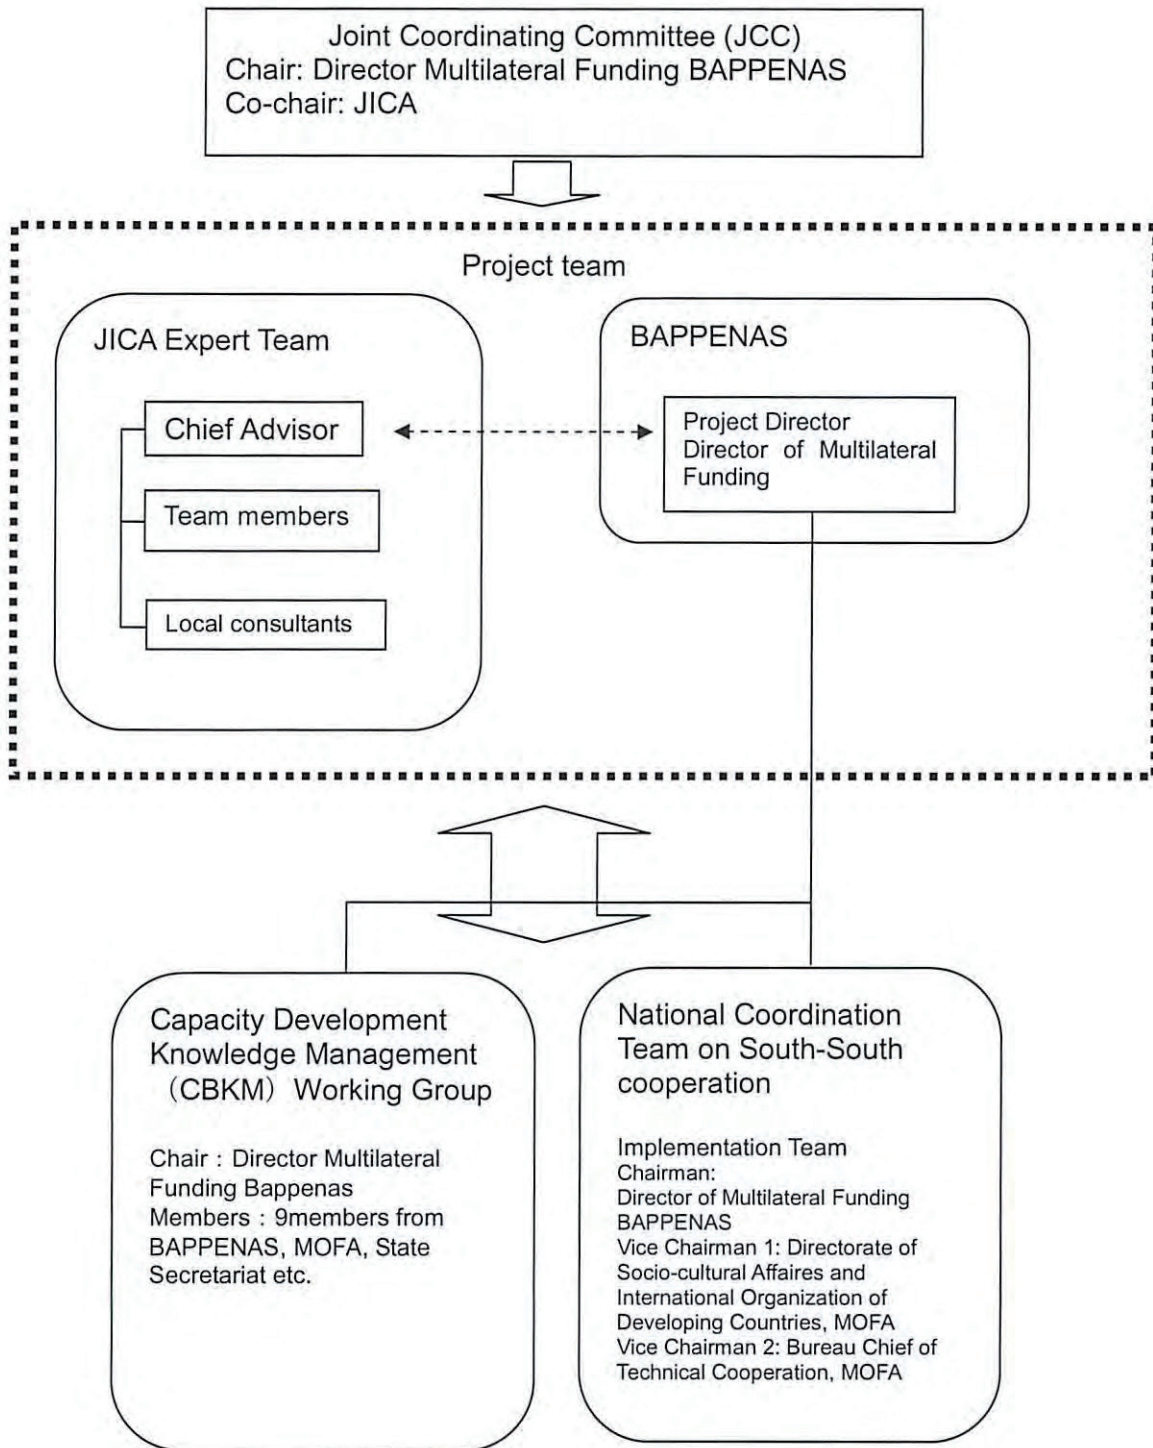 Joint Coordinating Committee (JCC)
Chair: Director Multilateral Funding BAPPENAS
Co-chair: JICA
Project team
JICA Expert Team
Chief Advisor
Team members
Local consultants
BAPPENAS
Project Director
Director of Multilateral
Funding
Capacity Development
Knowledge Management
（CBKM）Working Group
Chair：Director Multilateral
Funding Bappenas
Members：9members from
BAPPENAS, MOFA, State
Secretariat etc.
National Coordination
Team on South-South
cooperation
Implementation Team
Chairman:
Director of Multilateral Funding
BAPPENAS
Vice Chairman 1: Directorate of
Socio-cultural Affaires and
International Organization of
Developing Countries, MOFA
Vice Chairman 2: Bureau Chief of
Technical Cooperation, MOFA